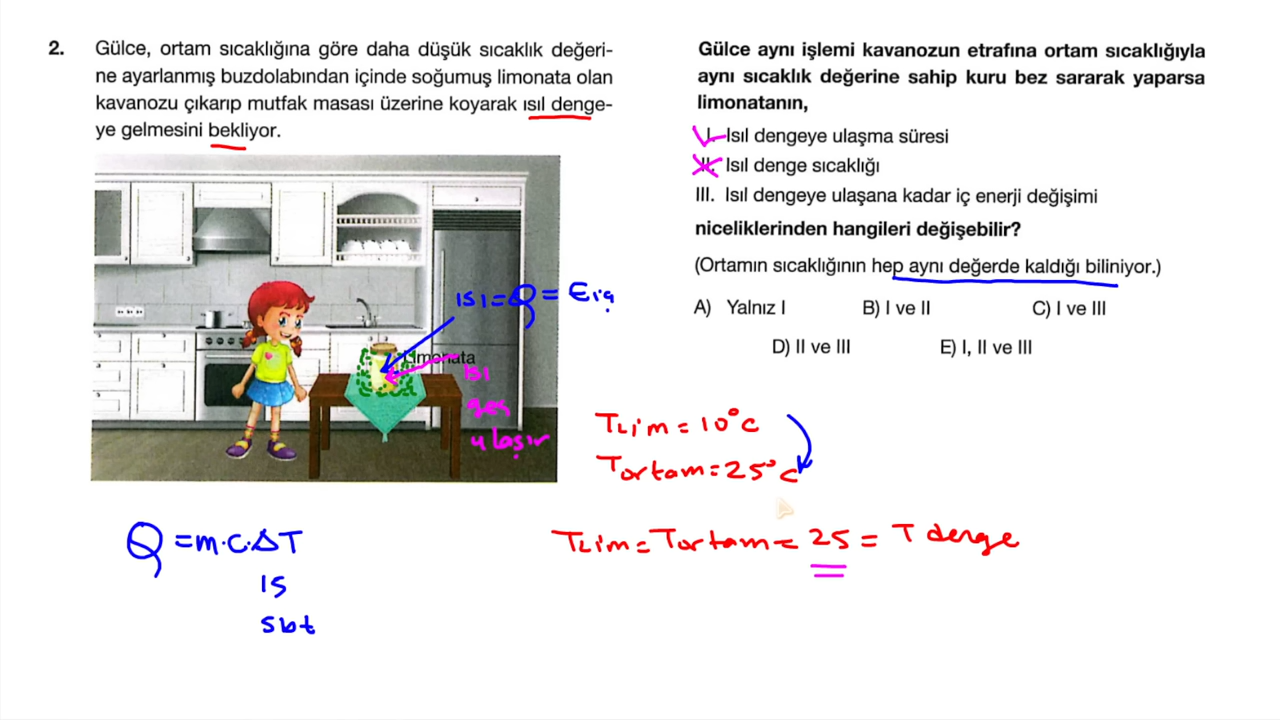 2. Gülce, ortam sıcaklığına göre daha düşük sıcaklık değeri-
ne ayarlanmış buzdolabından içinde soğumuş limonata olan
kavanozu çıkarıp mutfak masası üzerine koyarak ısıl denge-
ye gelmesini bekliyor.
ısı = Q = Eiç
Limonata
ısı
geç
ulaşır
Q = m.c.ΔT
15
sbt
Gülce aynı işlemi kavanozun etrafına ortam sıcaklığıyla
aynı sıcaklık değerine sahip kuru bez sararak yaparsa
limonatanın,
I. Isıl dengeye ulaşma süresi
II. Isıl denge sıcaklığı
III. Isıl dengeye ulaşana kadar iç enerji değişimi
niceliklerinden hangileri değişebilir?
(Ortamın sıcaklığının hep aynı değerde kaldığı biliniyor.)
A) Yalnız I B) I ve II C) I ve III
D) II ve III E) I, II ve III
TLim = 10°C
Tortam = 25°C
TLim = Tortam = 25 = T denge